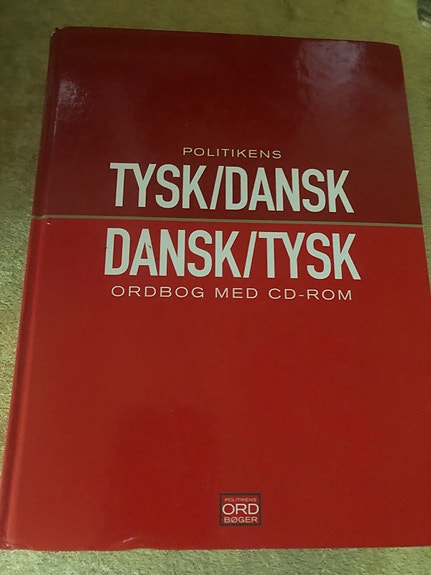 POLITIKENS
TYSK/DANSK
DANSK/TYSK
ORDBOG MED CD-ROM
POLITIKENS
ORD
BØGER